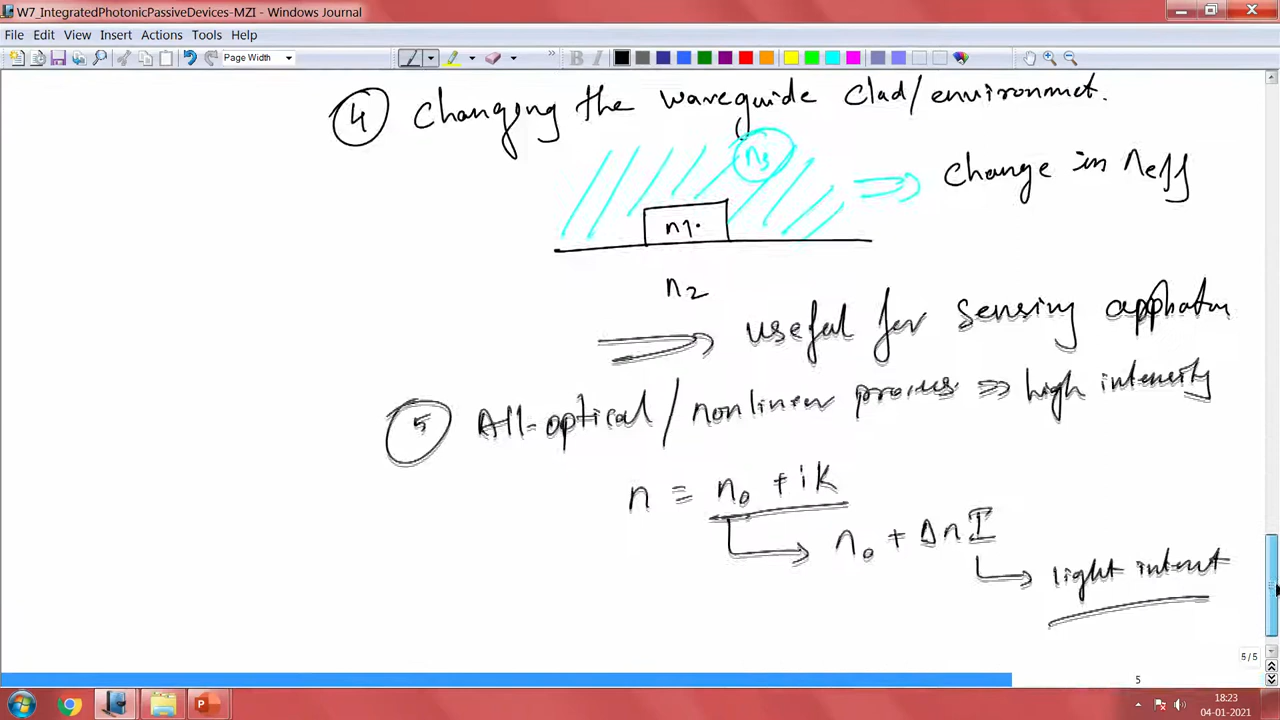 W7_IntegratedPhotonicPassiveDevices-MZI - Windows Journal
File Edit View Insert Actions Tools Help
Page Width
4 Changing the waveguide clad/environmet.
n3
change in neff
n1.
n2
useful for sensing
5 All-optical/nonlinear process => high intensity
n = n0 + ik
n0 + Δn I
light intensit
5/5
5
18:23
04-01-2021